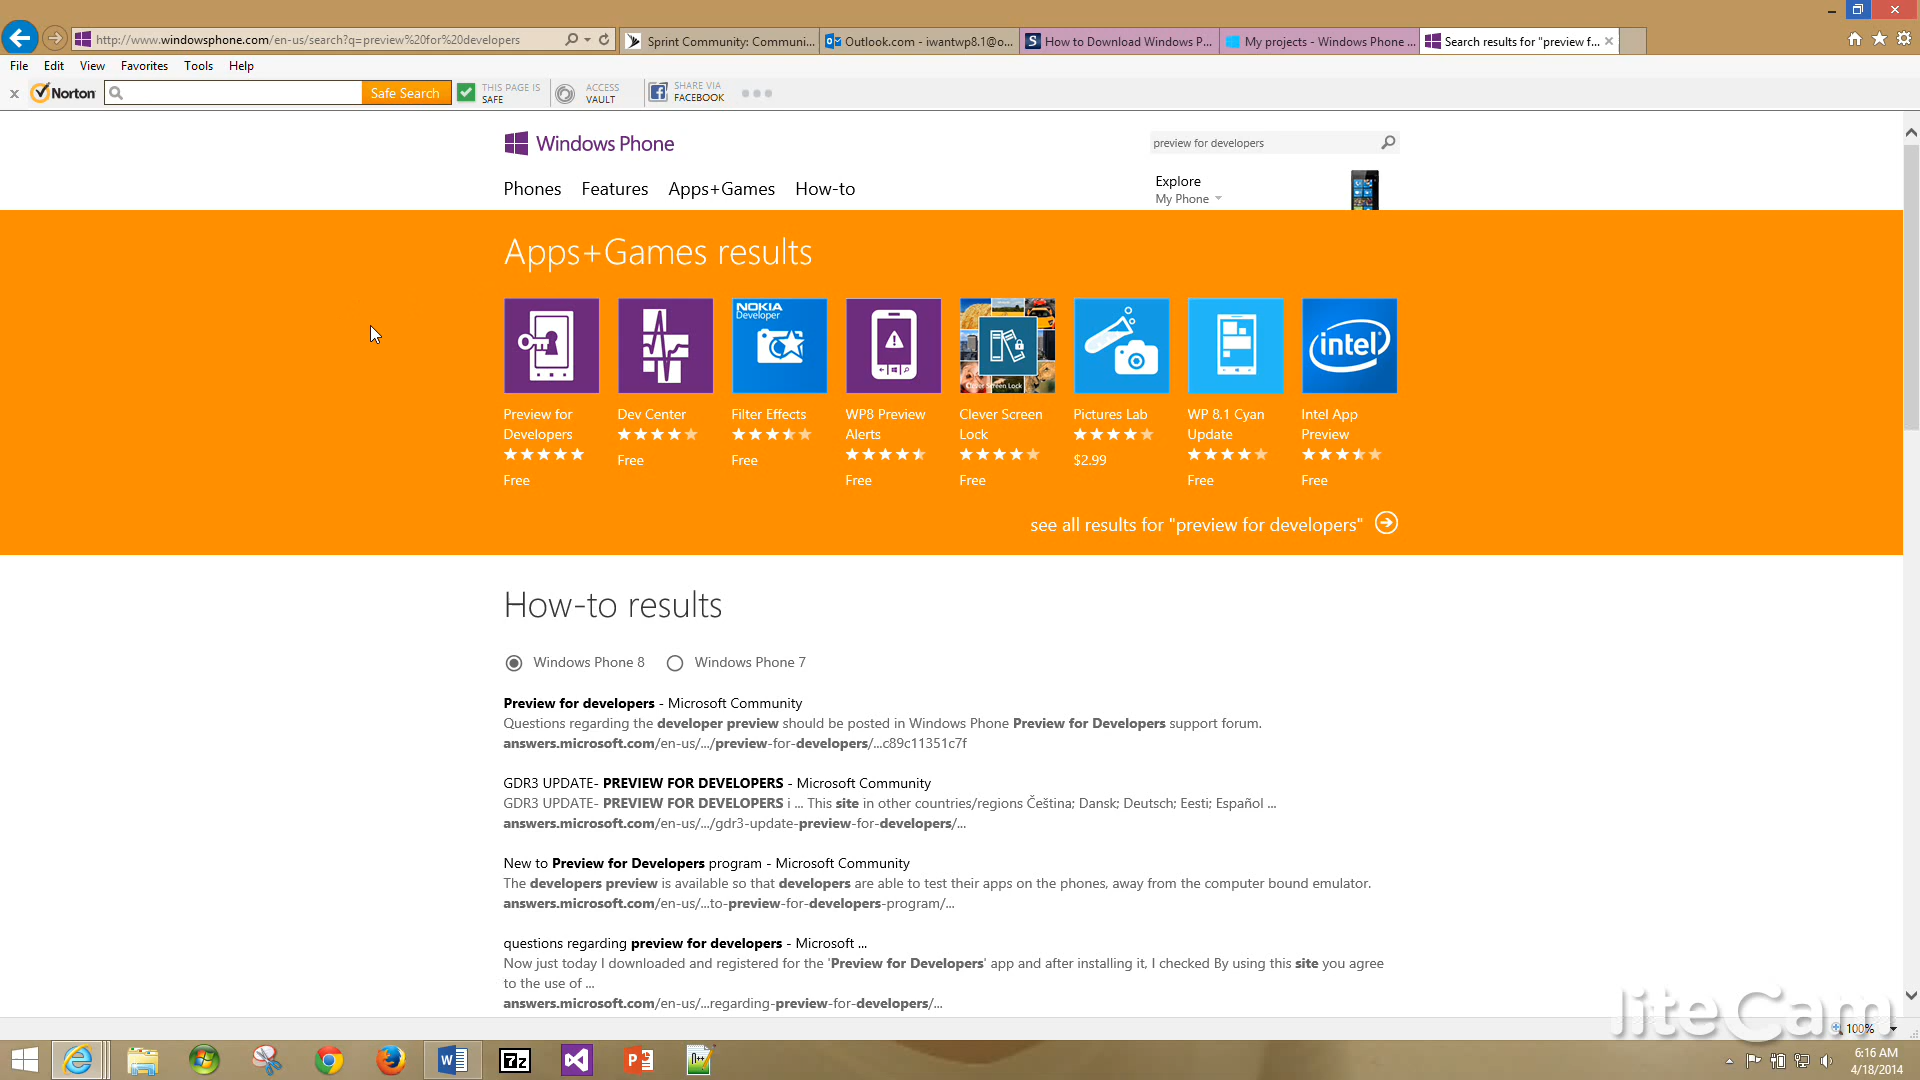 http://www.windowsphone.com/en-us/search?q=preview%20for%20developers
Sprint Community: Communi...
Outlook.com - iwantwp8.1@o...
How to Download Windows P...
My projects - Windows Phone ...
Search results for "preview f...
File Edit View Favorites Tools Help
Norton
Safe Search
THIS PAGE IS
SAFE
ACCESS
VAULT
SHARE VIA
FACEBOOK
Windows Phone
preview for developers
Phones Features Apps+Games How-to
Explore
My Phone
Apps+Games results
NOKIA
Developer
Clever Screen Lock
intel
Preview for
Developers
Free
Dev Center
Free
Filter Effects
Free
WP8 Preview
Alerts
Free
Clever Screen
Lock
Free
Pictures Lab
$2.99
WP 8.1 Cyan
Update
Free
Intel App
Preview
Free
see all results for "preview for developers"
How-to results
Windows Phone 8 Windows Phone 7
Preview for developers - Microsoft Community
Questions regarding the developer preview should be posted in Windows Phone Preview for Developers support forum.
answers.microsoft.com/en-us/.../preview-for-developers/...c89c11351c7f
GDR3 UPDATE- PREVIEW FOR DEVELOPERS - Microsoft Community
GDR3 UPDATE- PREVIEW FOR DEVELOPERS i ... This site in other countries/regions Čeština; Dansk; Deutsch; Eesti; Español ...
answers.microsoft.com/en-us/.../gdr3-update-preview-for-developers/...
New to Preview for Developers program - Microsoft Community
The developers preview is available so that developers are able to test their apps on the phones, away from the computer bound emulator.
answers.microsoft.com/en-us/...to-preview-for-developers-program/...
questions regarding preview for developers - Microsoft ...
Now just today I downloaded and registered for the 'Preview for Developers' app and after installing it, I checked By using this site you agree
to the use of ...
answers.microsoft.com/en-us/...regarding-preview-for-developers/...
liteCam
100%
7z
6:16 AM
4/18/2014